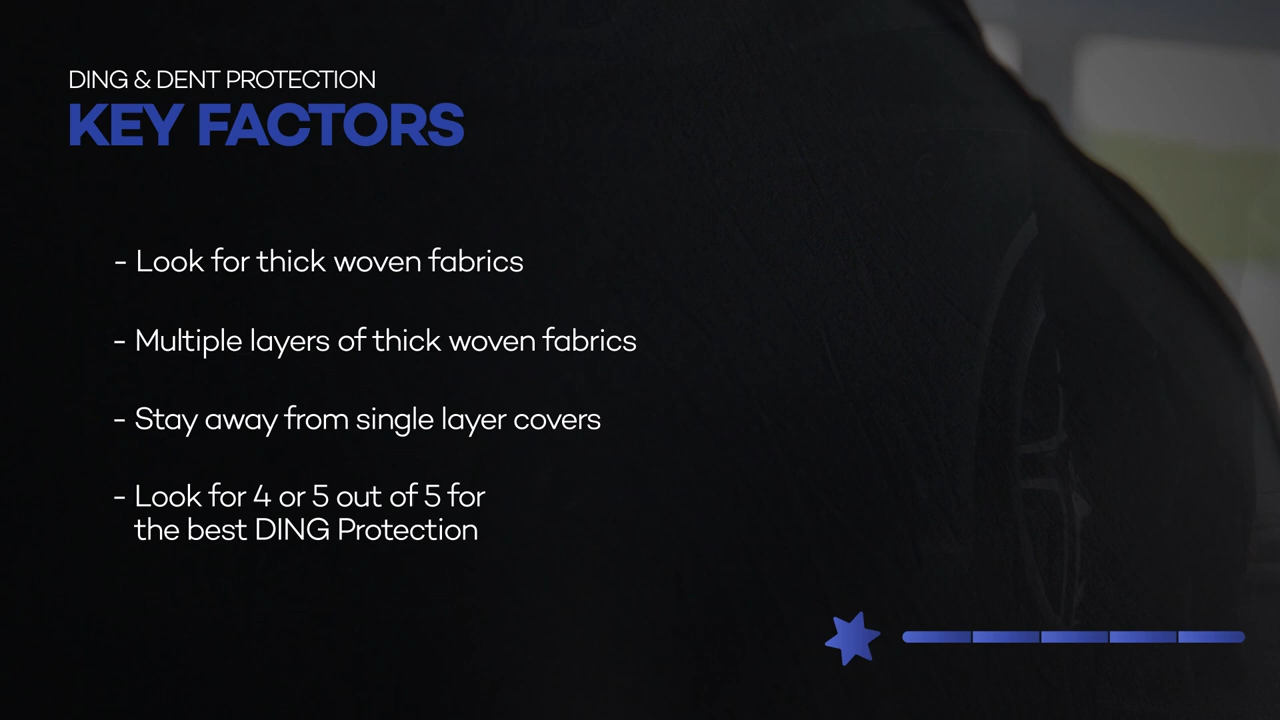 DING & DENT PROTECTION
KEY FACTORS
- Look for thick woven fabrics
- Multiple layers of thick woven fabrics
- Stay away from single layer covers
- Look for 4 or 5 out of 5 for
the best DING Protection